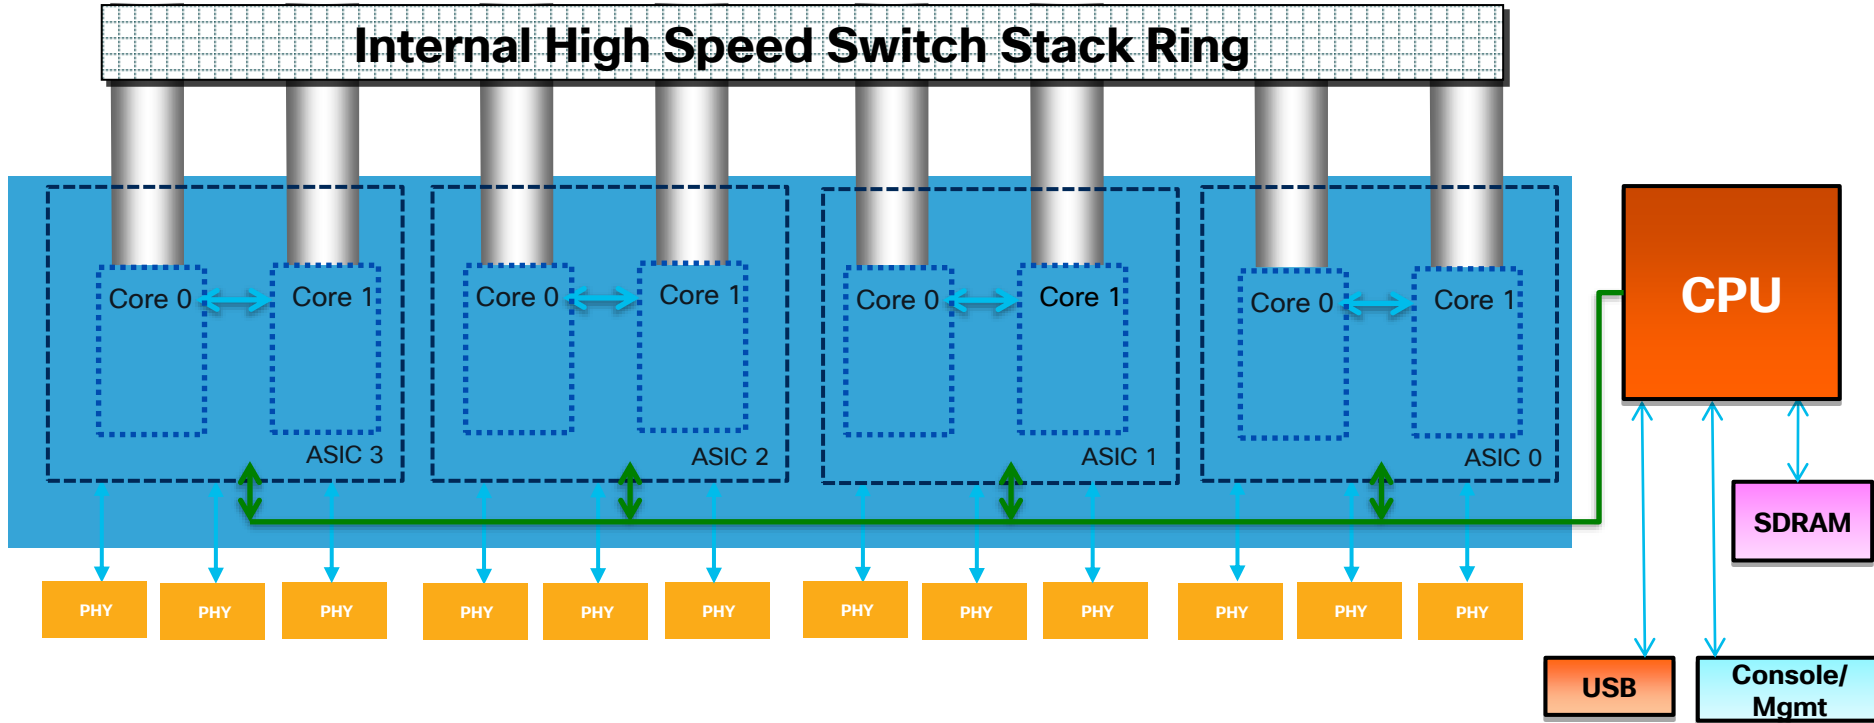 Internal High Speed Switch Stack Ring
Core 0
Core 1
ASIC 3
Core 0
Core 1
ASIC 2
Core 0
Core 1
ASIC 1
Core 0
Core 1
ASIC 0
CPU
SDRAM
PHY
PHY
PHY
PHY
PHY
PHY
PHY
PHY
PHY
PHY
PHY
PHY
USB
Console/
Mgmt